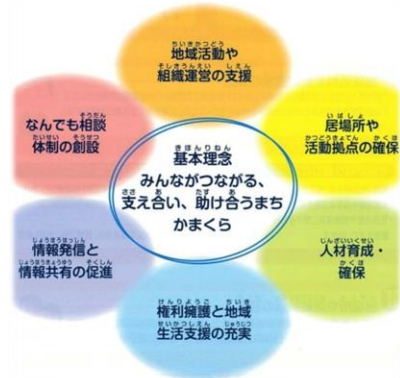 地域活動や
組織運営の支援
なんでも相談
体制の創設
居場所や
活動拠点の確保
基本理念
みんながつながる、
支え合い、助け合うまち
かまくら
情報発信と
情報共有の促進
人材育成・
確保
権利擁護と地域
生活支援の充実